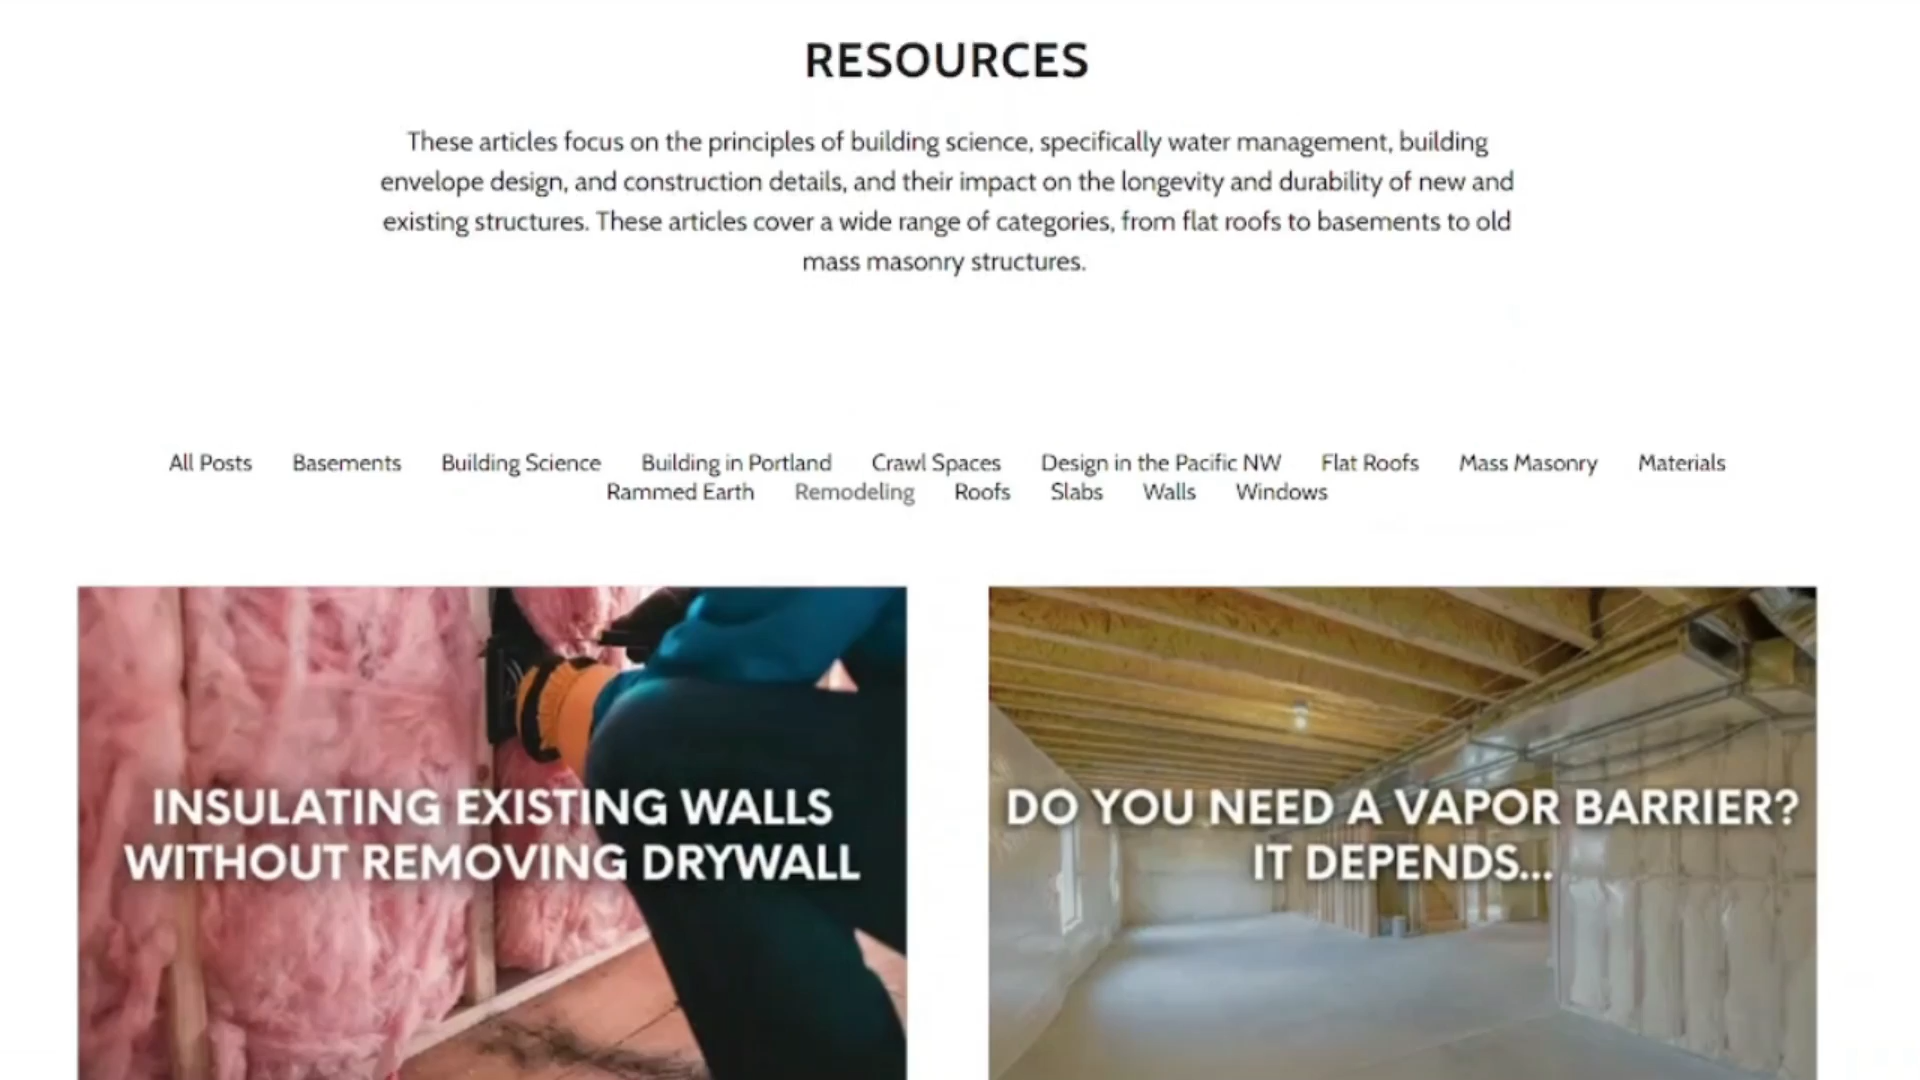 RESOURCES
These articles focus on the principles of building science, specifically water management, building
envelope design, and construction details, and their impact on the longevity and durability of new and
existing structures. These articles cover a wide range of categories, from flat roofs to basements to old
mass masonry structures.
All Posts Basements Building Science Building in Portland Crawl Spaces Design in the Pacific NW Flat Roofs Mass Masonry Materials
Rammed Earth Remodeling Roofs Slabs Walls Windows
INSULATING EXISTING WALLS
WITHOUT REMOVING DRYWALL
DO YOU NEED A VAPOR BARRIER?
IT DEPENDS...